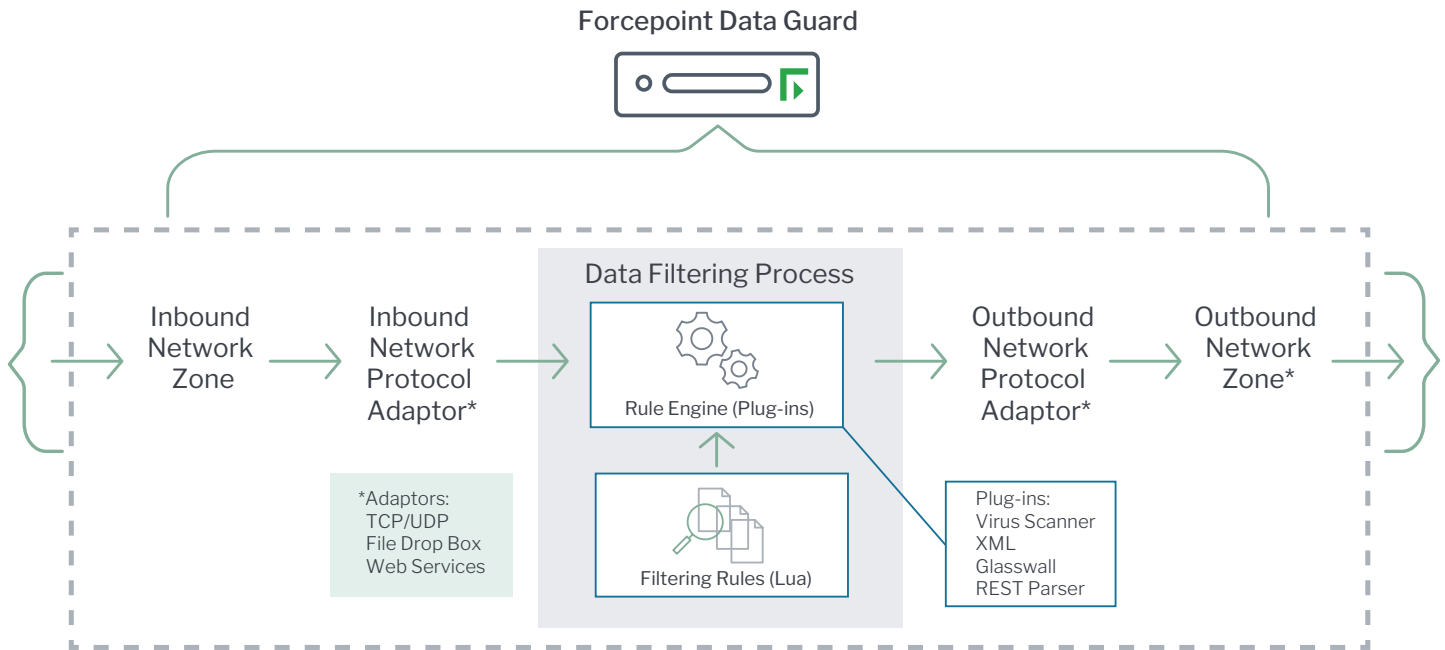 Forcepoint Data Guard
Data Filtering Process
Inbound
Network
Zone
Inbound
Network
Protocol
Adaptor*
Rule Engine (Plug-ins)
Outbound
Network
Protocol
Adaptor*
Outbound
Network
Zone*
*Adaptors:
TCP/UDP
File Drop Box
Web Services
Filtering Rules (Lua)
Plug-ins:
Virus Scanner
XML
Glasswall
REST Parser